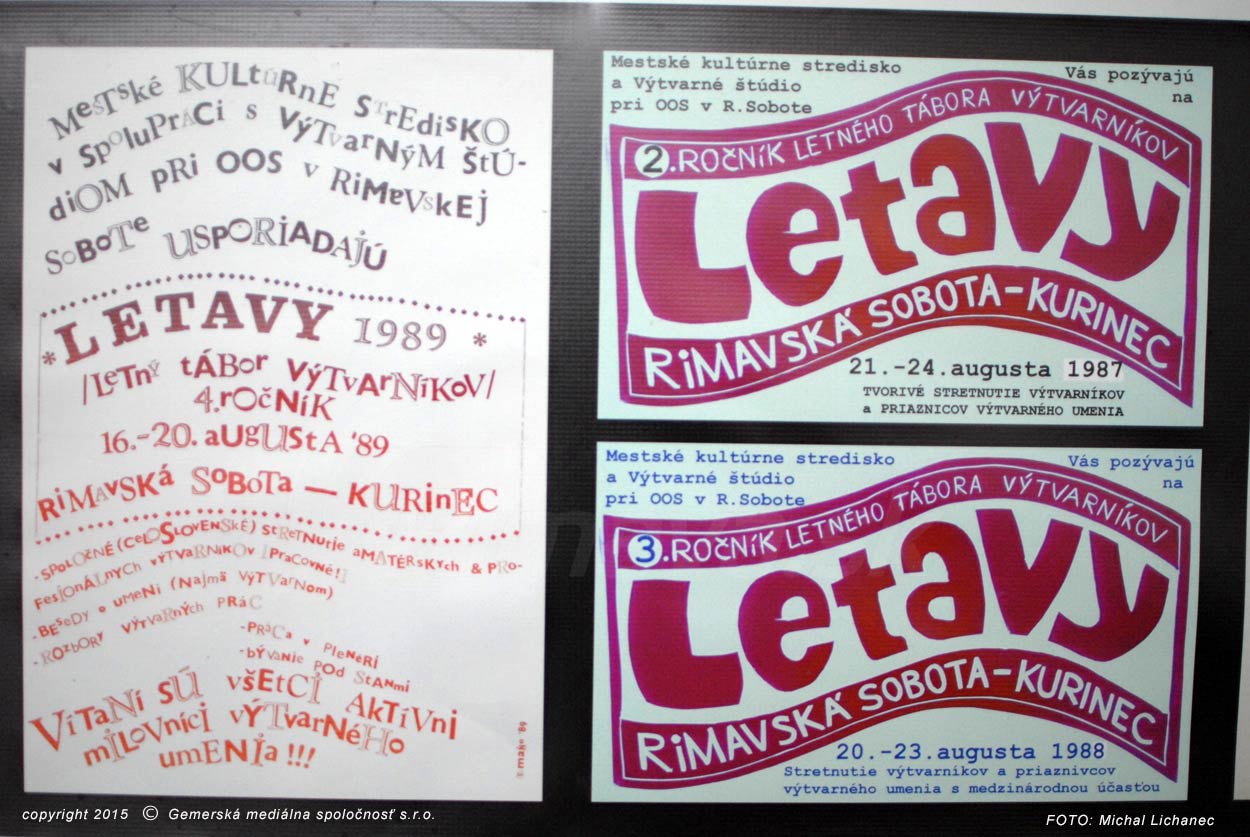 MesTské KULtúRnE STrEdisKO
v SPoluPrÁCi s VýTvarNýM ŠtÚ-
diOM pRi OOS v RiMaVskEj
SoBoTe USPORiADAJÚ
*LETAVY 1989 *
/LeTný tÁBor VýTvarNíKoV/
4.rOčNíK
16.-20. aUgUStA '89
RiMAVSKÁ SoBoTa — KURinEC
-SPOLOČNÉ (CeLOSLOVENSKÉ) StReTNUTie aMATÉRSKYch & PRO-
FesjONÁLNYCh VÝTVaRNíKOV !PracOVNÉ!
-BESeDY O UMeNí (NaJmä VýTVarNOM)
-ROZbORY VÝtVaRNých PRÁC
-PRÁCa v PleNéRi
-bÝVaNie POd StANmi
VíTaNí SÚ VŠEtCi AkTíVNi
miLOVNíCi VÝTvarNéHO
umENIa !!!
© mako '89
Mestské kultúrne stredisko
a Výtvarné štúdio
pri OOS v R.Sobote
Vás pozývajú
na
2.ROČNíK LETNÉHO TÁBORA VÝTVARNÍKOV
Letavy
RiMAVSKÁ SOBOTA-KURINEC
21.-24.augusta 1987
TVORIVÉ STRETNUTIE VÝTVARNÍKOV
a PRIAZNICOV VÝTVARNÉHO UMENIA
Mestské kultúrne stredisko
a Výtvarné štúdio
pri OOS v R.Sobote
Vás pozývajú
na
3.ROČNíK LETNÉHO TÁBORA VÝTVARNÍKOV
Letavy
RiMAVSKÁ SOBOTA-KURINEC
20.-23.augusta 1988
Stretnutie výtvarníkov a priaznivcov
výtvarného umenia s medzinárodnou účasťou
copyright 2015 © Gemerská mediálna spoločnosť s.r.o.
FOTO: Michal Lichanec